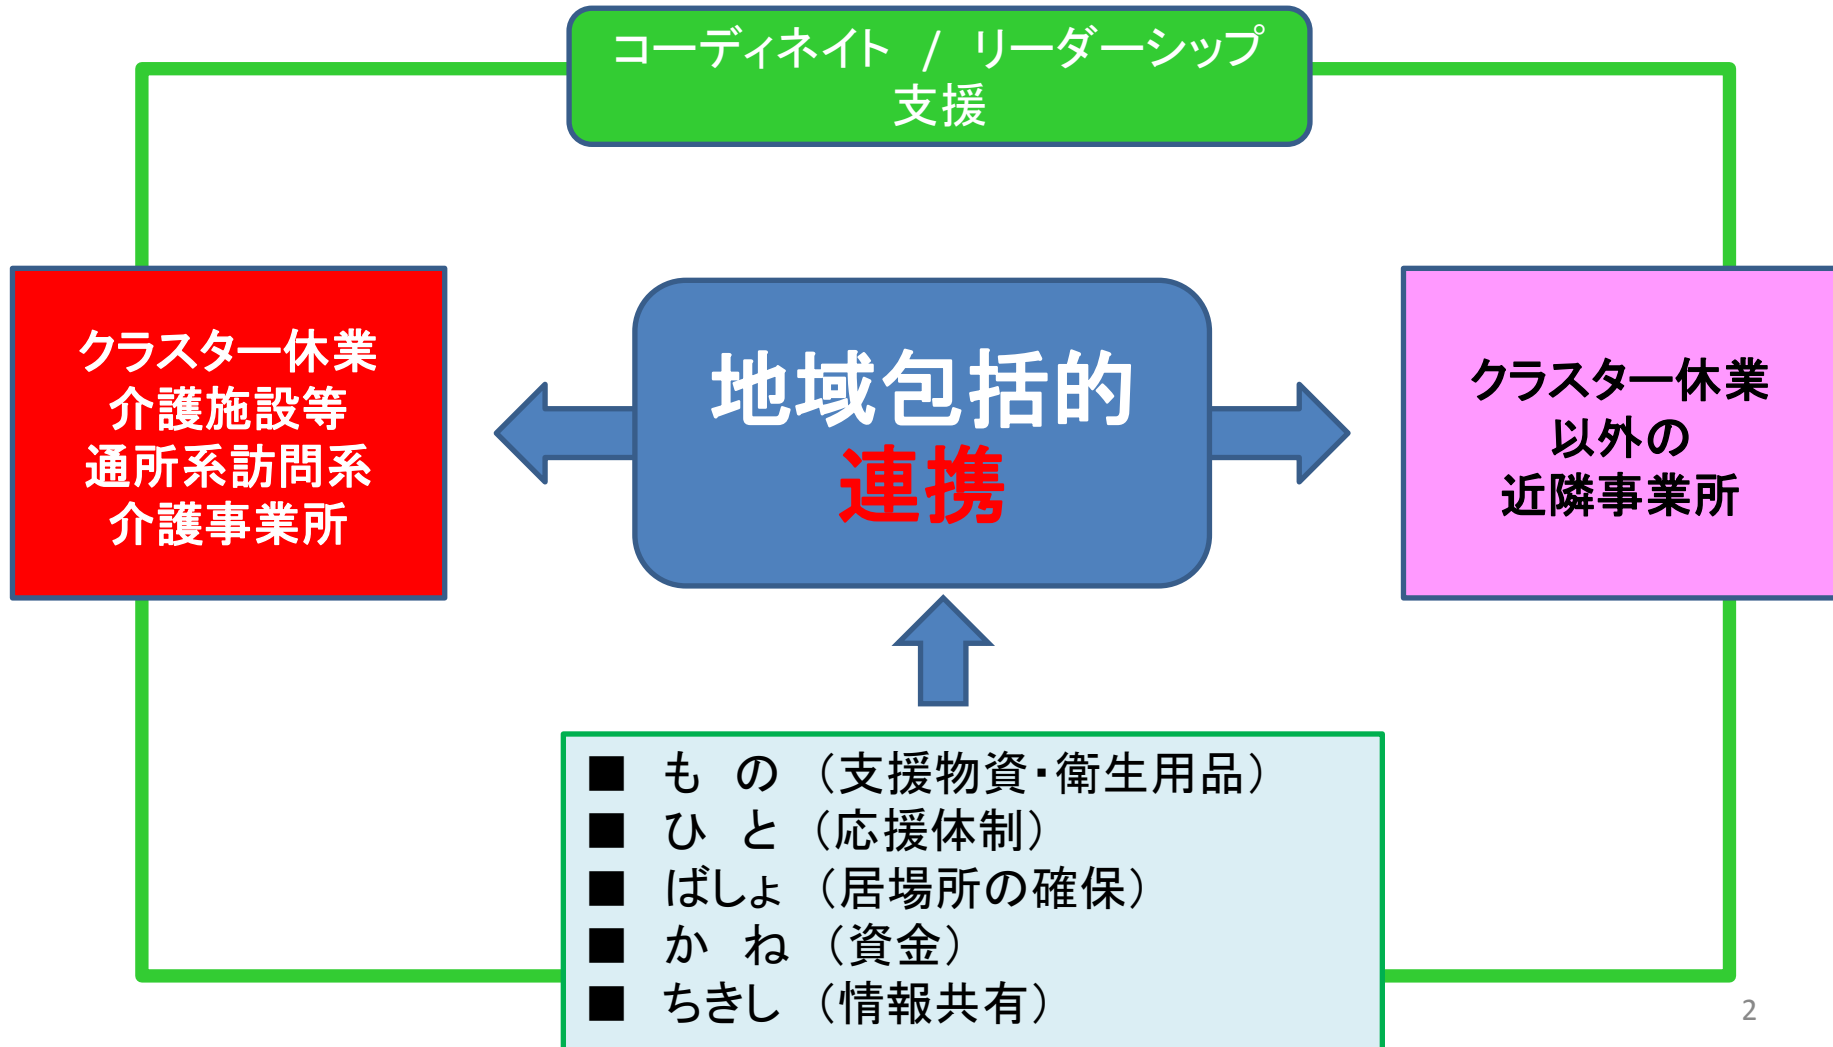 コーディネイト / リーダーシップ
支援
クラスター休業
介護施設等
通所系訪問系
介護事業所
地域包括的
連携
クラスター休業
以外の
近隣事業所
■ も の （支援物資・衛生用品）
■ ひ と （応援体制）
■ ばしょ （居場所の確保）
■ か ね （資金）
■ ちきし （情報共有）
2